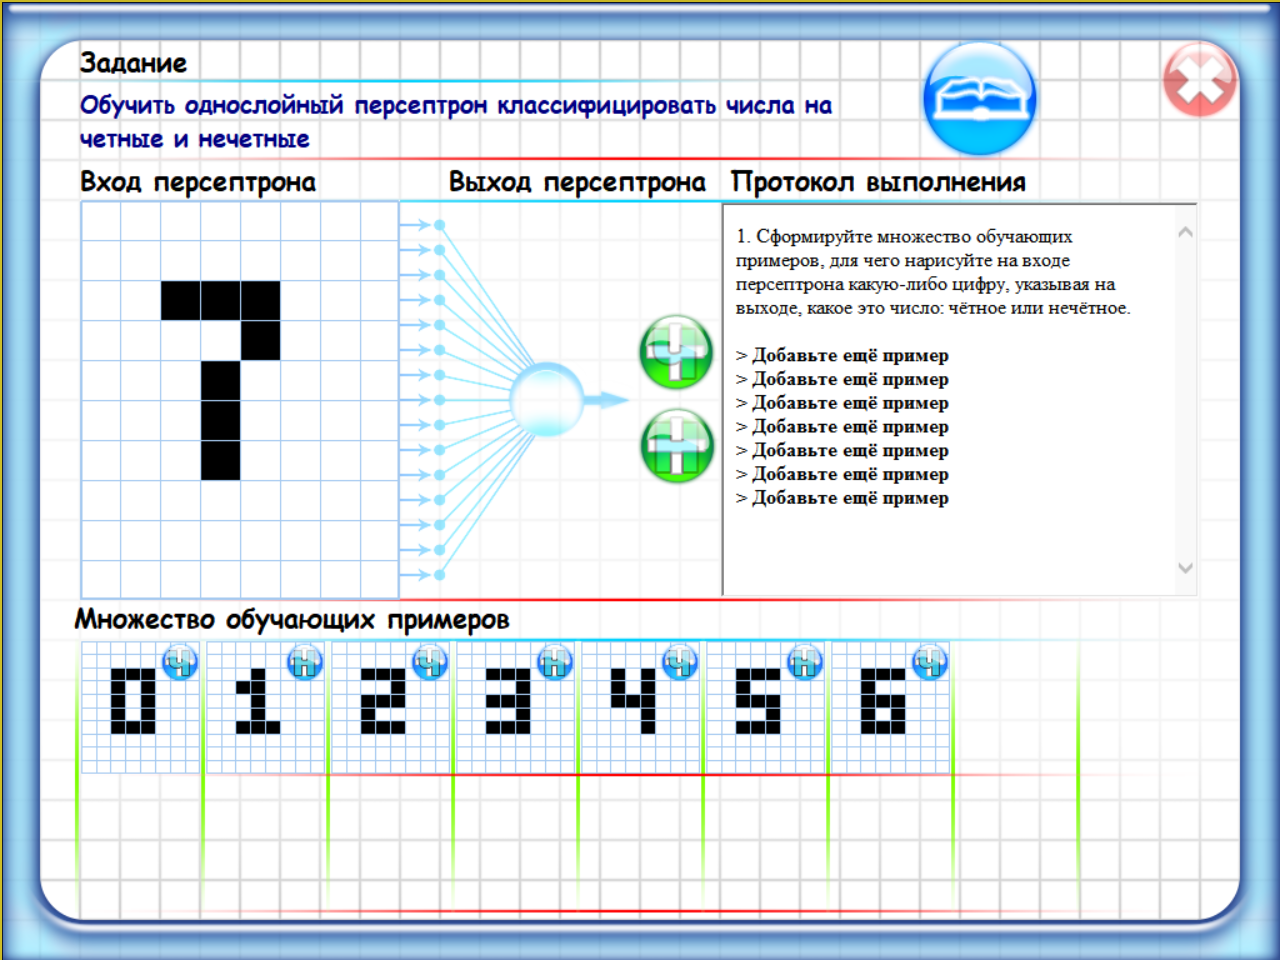 Задание
Обучить однослойный персептрон классифицировать числа на
четные и нечетные
Вход персептрона
Выход персептрона
Протокол выполнения
7
Ч
Н
1. Сформируйте множество обучающих
примеров, для чего нарисуйте на входе
персептрона какую-либо цифру, указывая на
выходе, какое это число: чётное или нечётное.
> Добавьте ещё пример
> Добавьте ещё пример
> Добавьте ещё пример
> Добавьте ещё пример
> Добавьте ещё пример
> Добавьте ещё пример
> Добавьте ещё пример
Множество обучающих примеров
0 Ч 1 Н 2 Ч 3 Н 4 Ч 5 Н 6 Ч